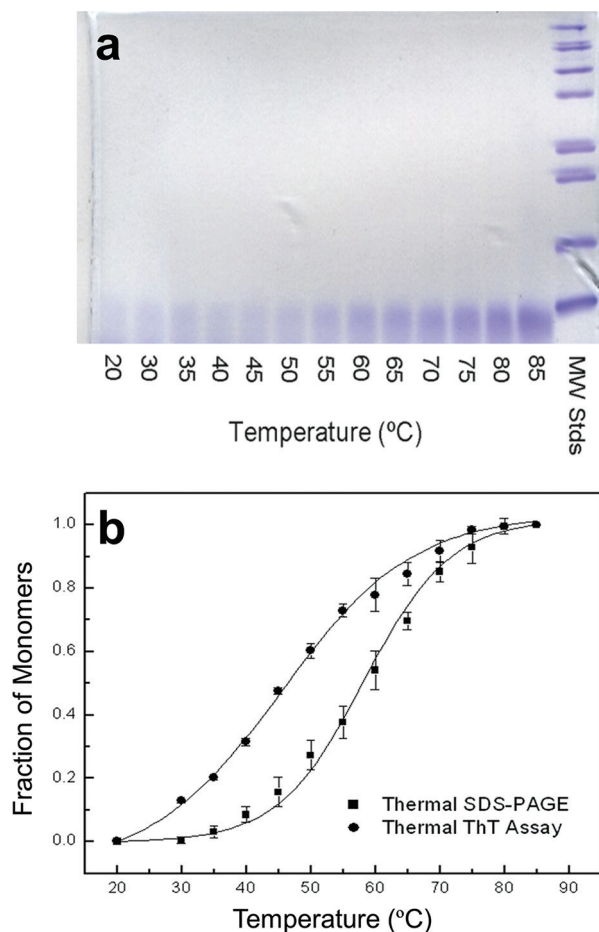 a
20 30 35 40 45 50 55 60 65 70 75 80 85 MW Stds
Temperature (ºC)
b
Fraction of Monomers
1.0
0.8
0.6
0.4
0.2
0.0
Thermal SDS-PAGE
Thermal ThT Assay
20 30 40 50 60 70 80 90
Temperature (ºC)